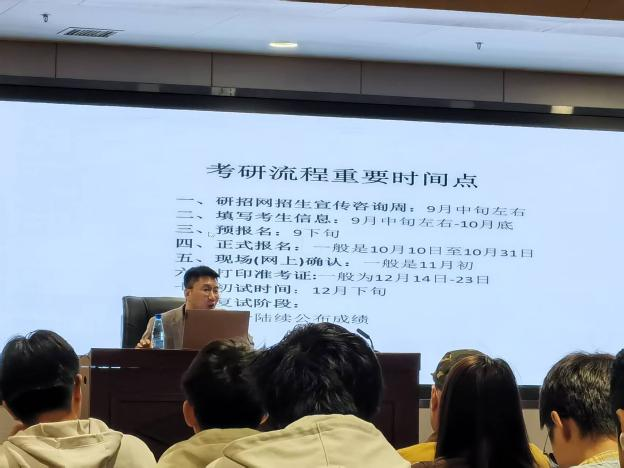 考研流程重要时间点
一、研招网招生宣传咨询周：9月中旬左右
二、填写考生信息：9月中旬左右-10月底
三、预报名：9下旬
四、正式报名：一般是10月10日至10月31日
五、现场(网上)确认：一般是11月初
六 打印准考证:一般为12月14日-23日
初试时间：12月下旬
复试阶段：
陆续公布成绩